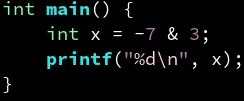 int main() {
    int x = -7 & 3;
    printf("%d\n", x);
}